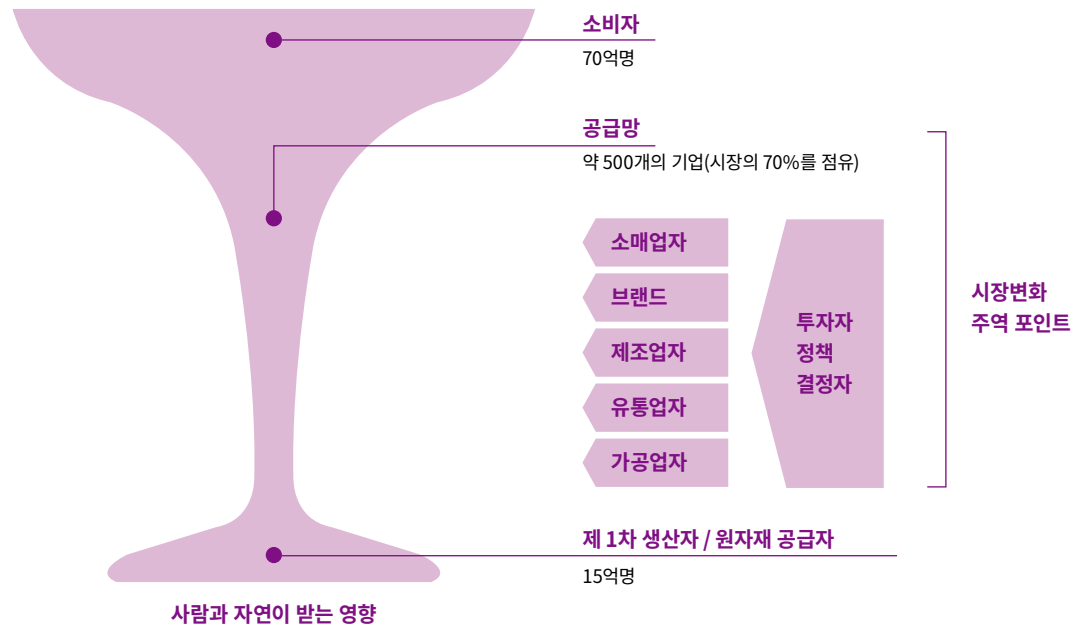 소비자
70억명
공급망
약 500개의 기업(시장의 70%를 점유)
소매업자
브랜드
제조업자
유통업자
가공업자
투자자
정책
결정자
시장변화
주역 포인트
제 1차 생산자 / 원자재 공급자
15억명
사람과 자연이 받는 영향